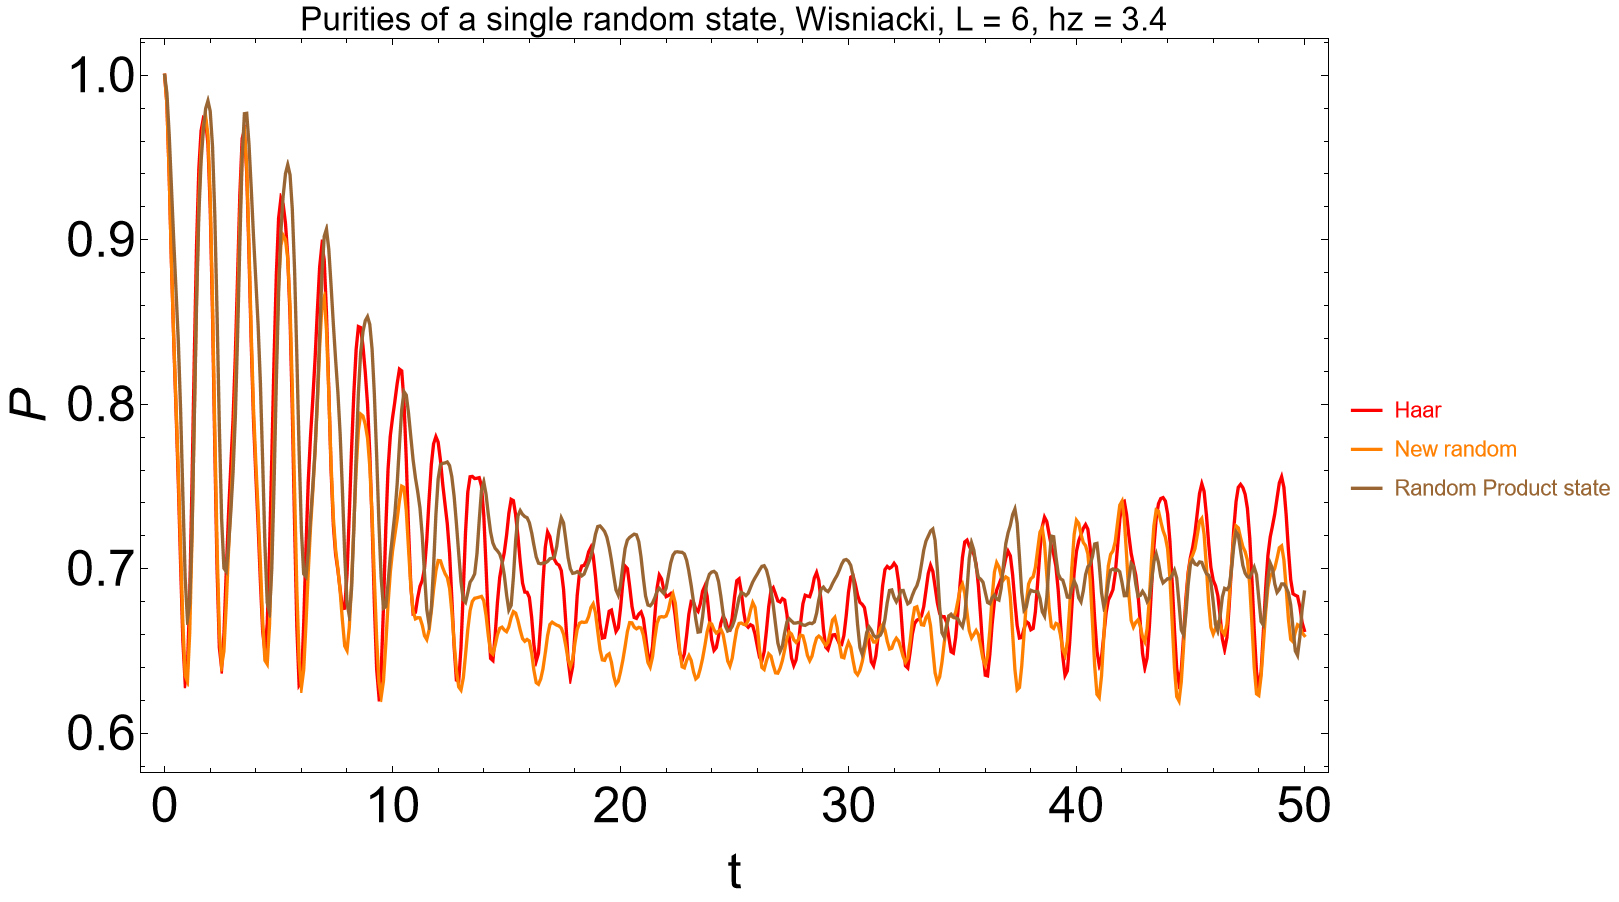 Purities of a single random state, Wisniacki, L = 6, hz = 3.4
1.0
0.9
0.8
0.7
0.6
P
0 10 20 30 40 50
t
Haar
New random
Random Product state